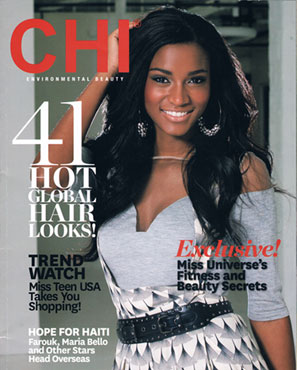 CHI
ENVIRONMENTAL BEAUTY
41
HOT
GLOBAL
HAIR
LOOKS!
TREND
WATCH
Miss Teen USA
Takes You
Shopping!
HOPE FOR HAITI
Farouk, Maria Bello
and Other Stars
Head Overseas
Exclusive!
Miss Universe's
Fitness and
Beauty Secrets